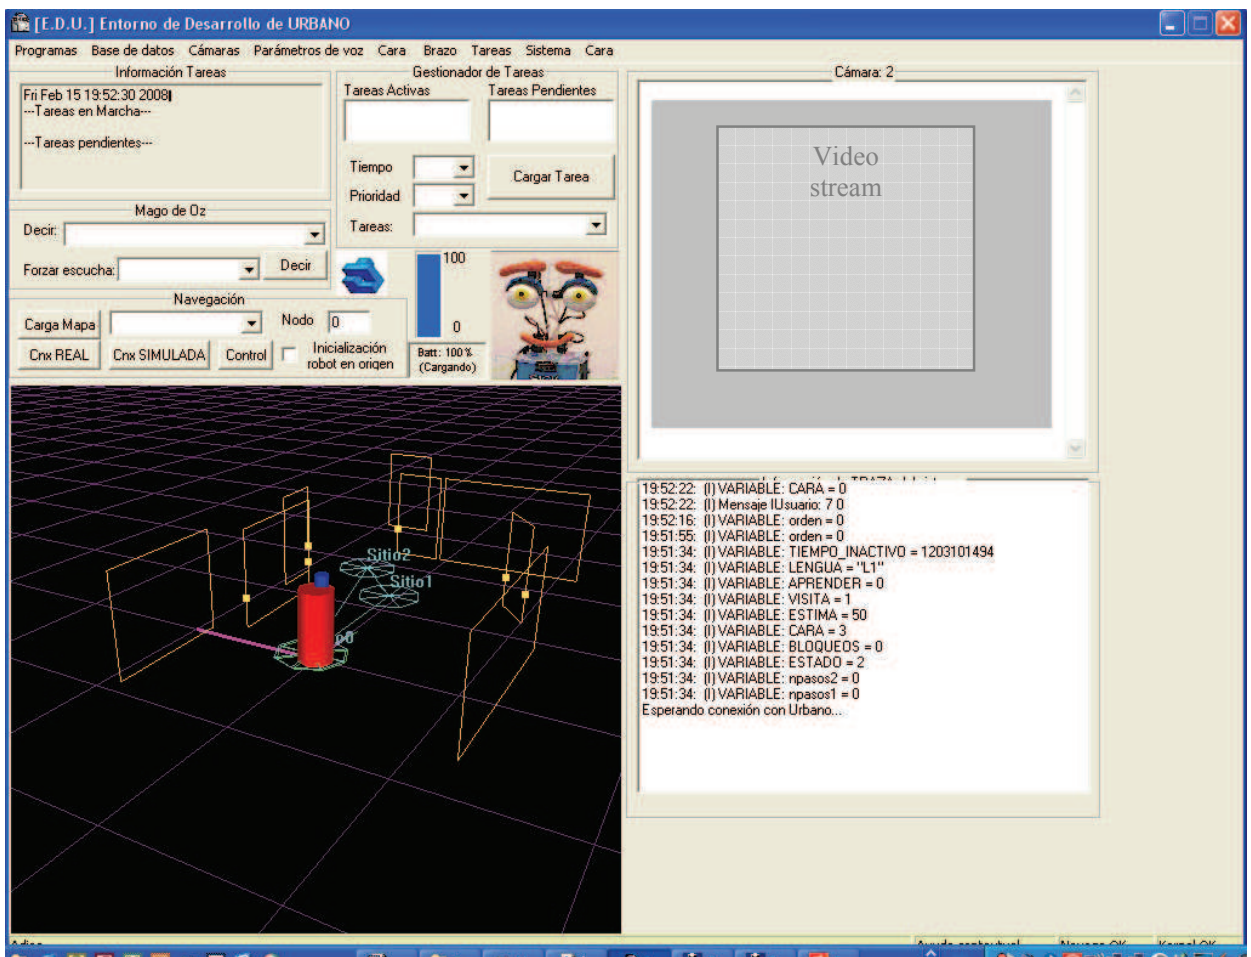 [E.D.U.] Entorno de Desarrollo de URBANO
Programas Base de datos Cámaras Parámetros de voz Cara Brazo Tareas Sistema Cara
Información Tareas
Fri Feb 15 19:52:30 2008
---Tareas en Marcha---
---Tareas pendientes---
Gestionador de Tareas
Tareas Activas Tareas Pendientes
Tiempo
Cargar Tarea
Prioridad
Tareas:
Mago de Oz
Decir:
Forzar escucha: Decir
Navegación
Carga Mapa Nodo 0
Cnx REAL Cnx SIMULADA Control Inicialización
robot en origen
100
0
Batt: 100%
(Cargando)
Cámara: 2
Video
stream
Sitio2
Sitio1
19:52:22: (I) VARIABLE: CARA = 0
19:52:22: (I) Mensaje IUsuario: 7 0
19:52:16: (I) VARIABLE: orden = 0
19:51:55: (I) VARIABLE: orden = 0
19:51:34: (I) VARIABLE: TIEMPO_INACTIVO = 1203101494
19:51:34: (I) VARIABLE: LENGUA = "L1"
19:51:34: (I) VARIABLE: APRENDER = 0
19:51:34: (I) VARIABLE: VISITA = 1
19:51:34: (I) VARIABLE: ESTIMA = 50
19:51:34: (I) VARIABLE: CARA = 3
19:51:34: (I) VARIABLE: BLOQUEOS = 0
19:51:34: (I) VARIABLE: ESTADO = 2
19:51:34: (I) VARIABLE: npasos2 = 0
19:51:34: (I) VARIABLE: npasos1 = 0
Esperando conexión con Urbano...